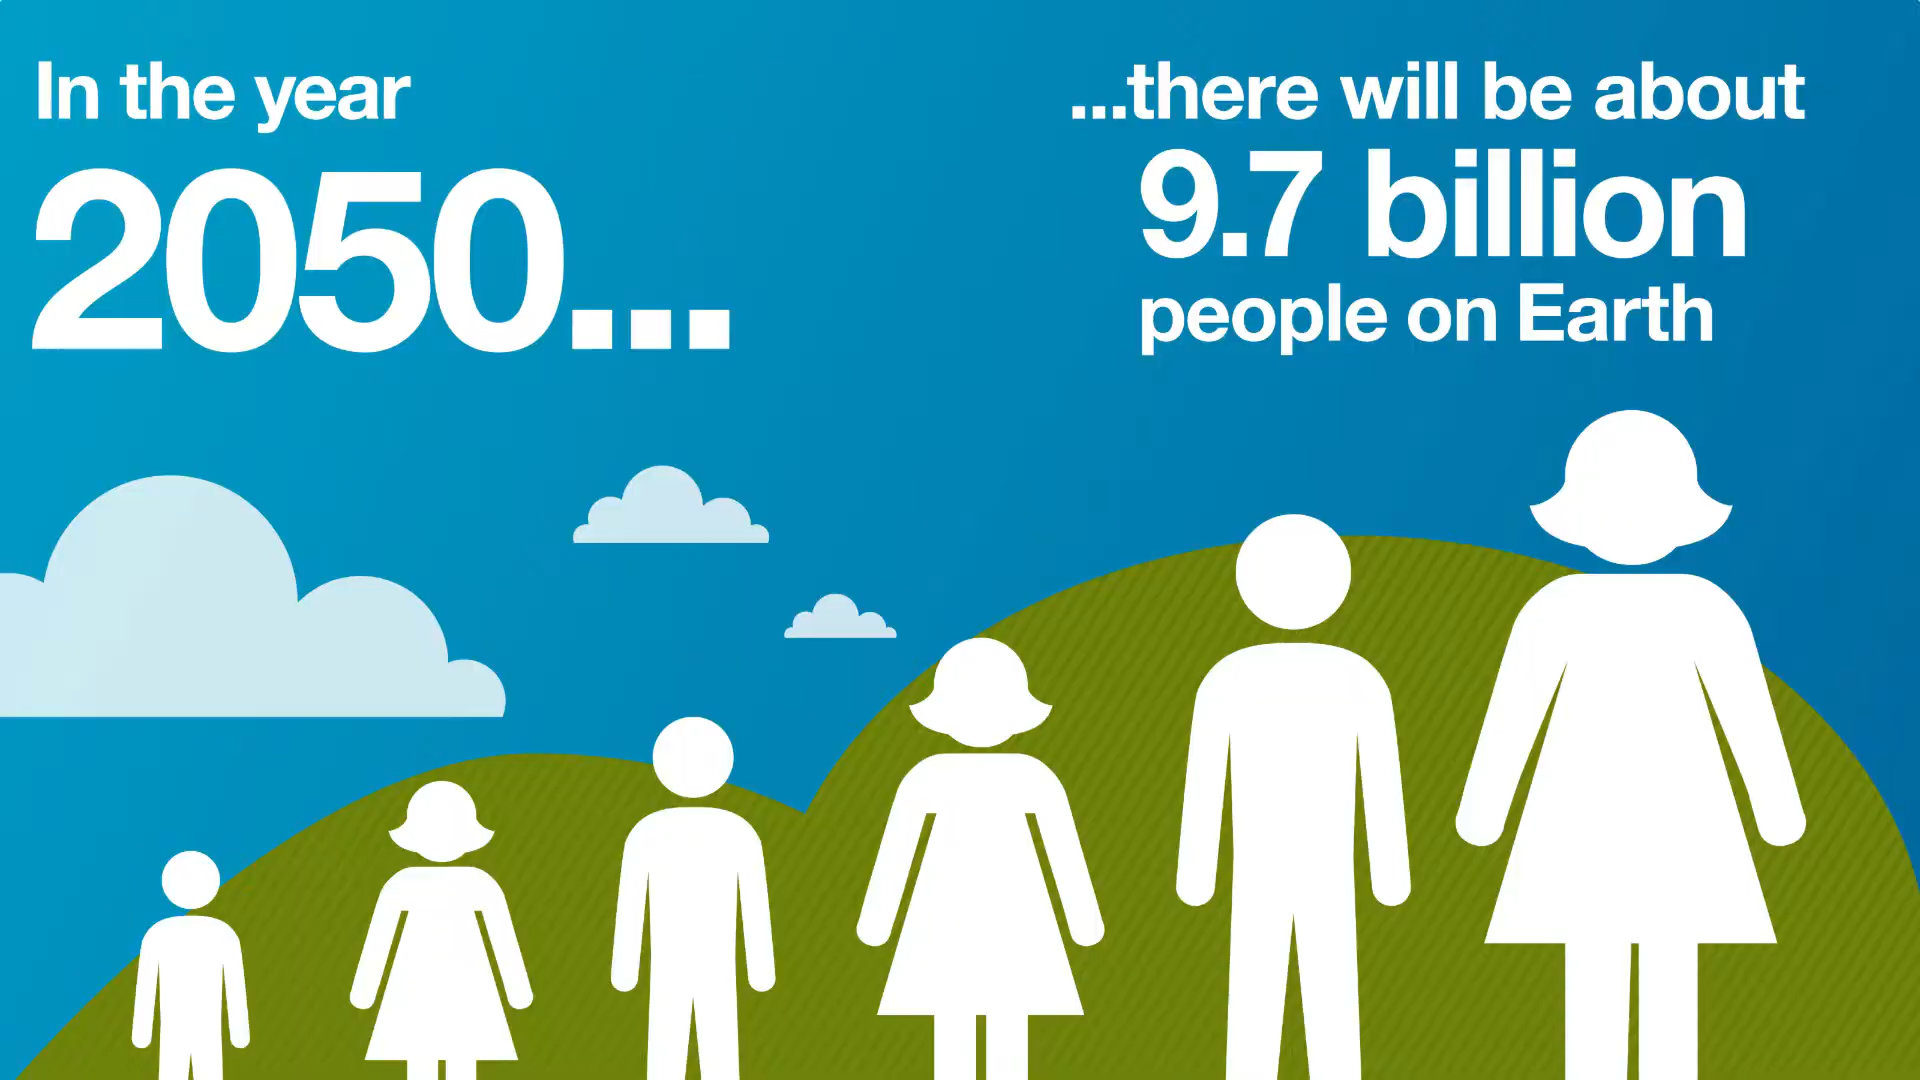 In the year
2050...
...there will be about
9.7 billion
people on Earth